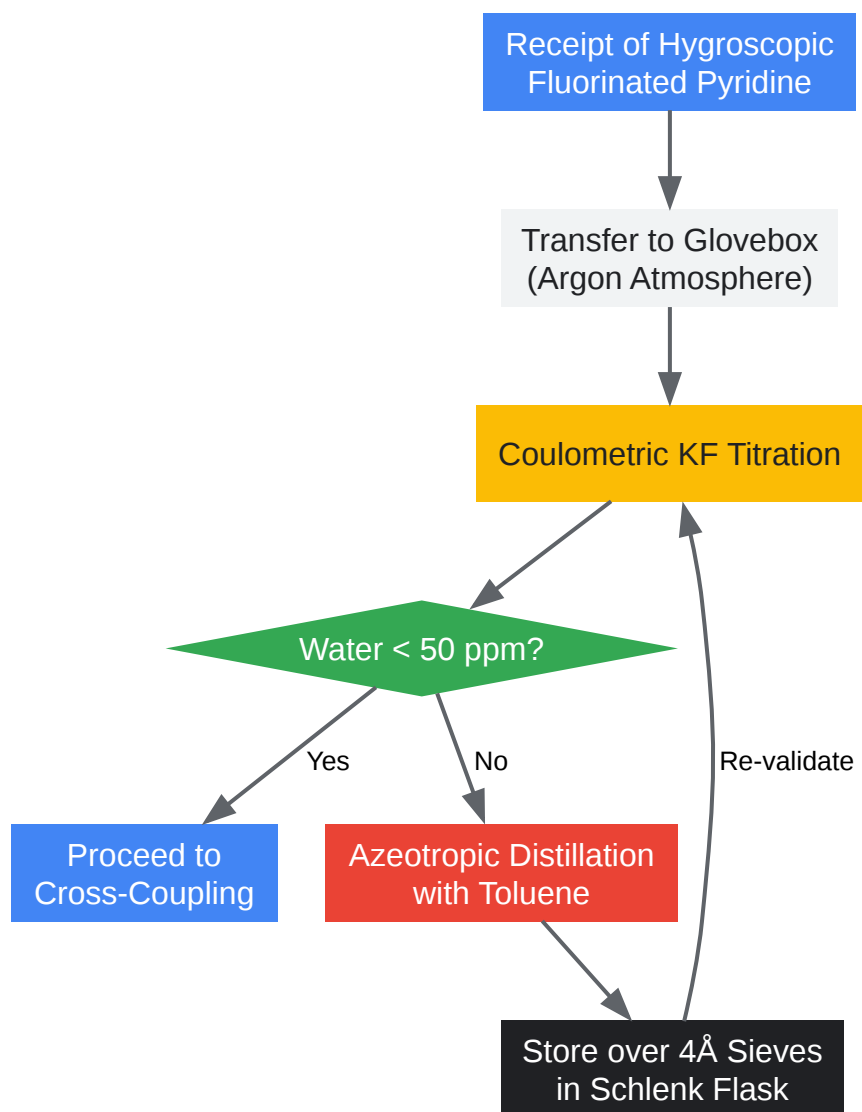 Receipt of Hygroscopic
Fluorinated Pyridine
Transfer to Glovebox
(Argon Atmosphere)
Coulometric KF Titration
Water < 50 ppm?
Yes
No
Re-validate
Proceed to
Cross-Coupling
Azeotropic Distillation
with Toluene
Store over 4Å Sieves
in Schlenk Flask